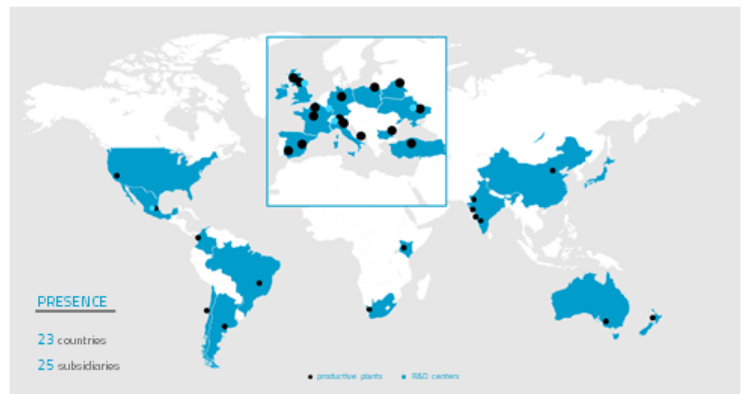 PRESENCE
23 countries
25 subsidiaries
productive plants R&D centers